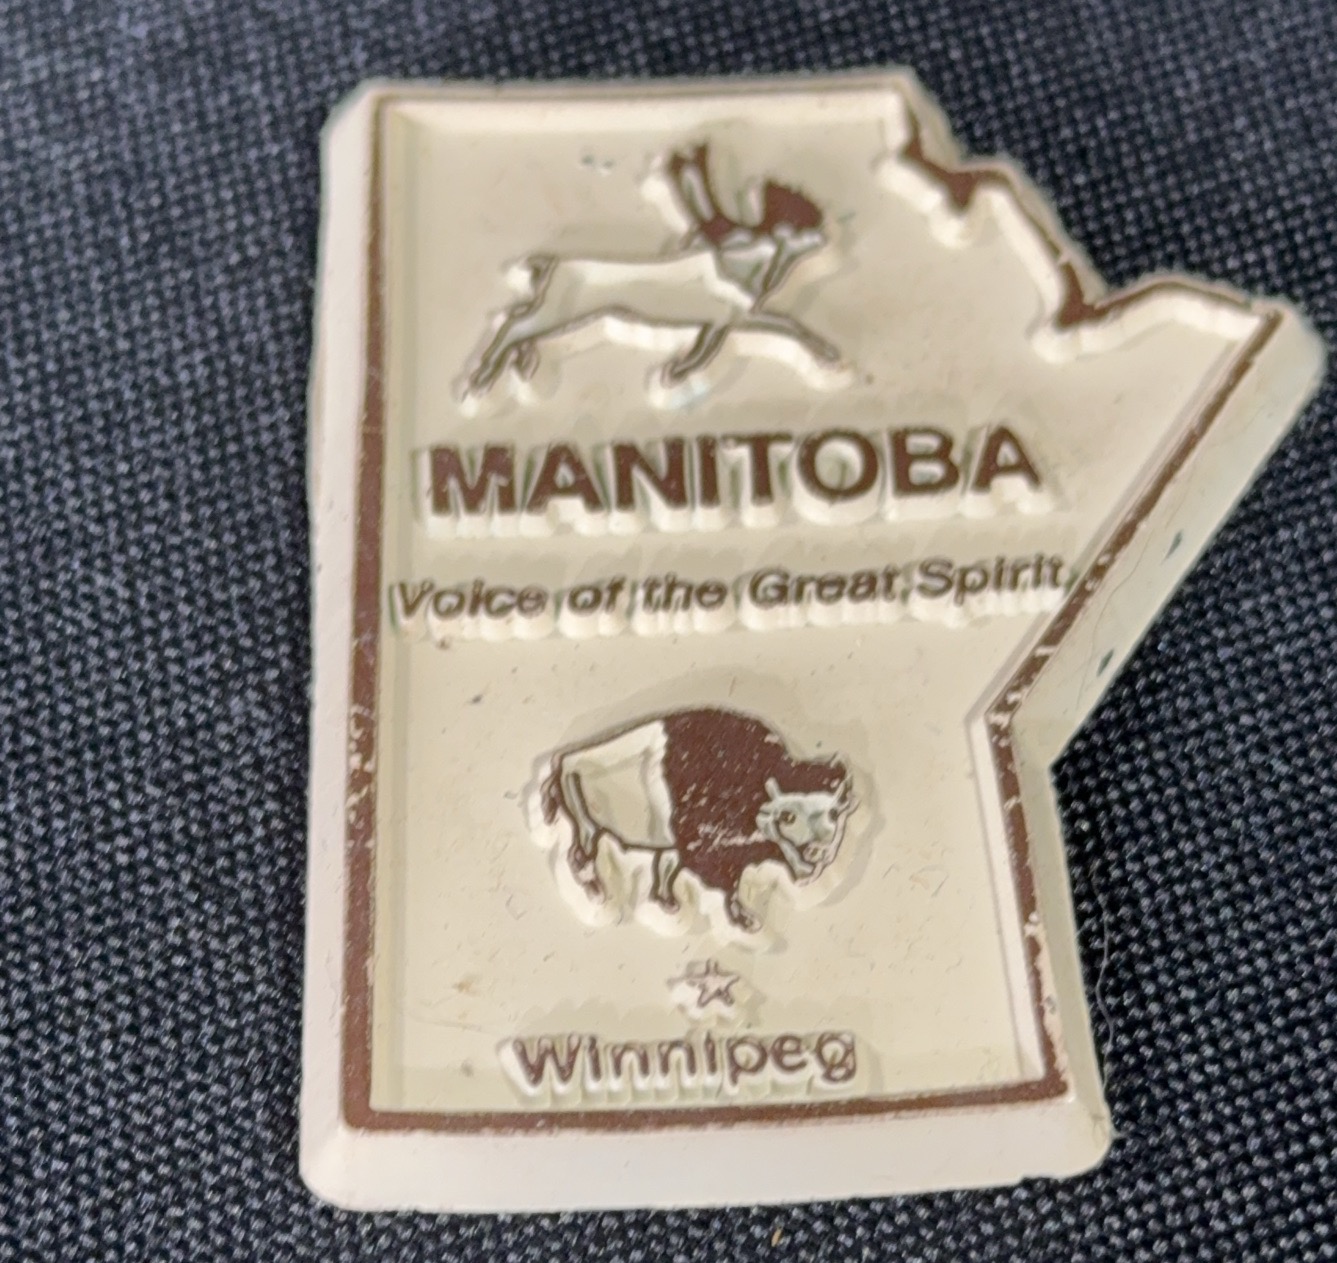 MANITOBA
Voice of the Great Spirit
Winnipeg